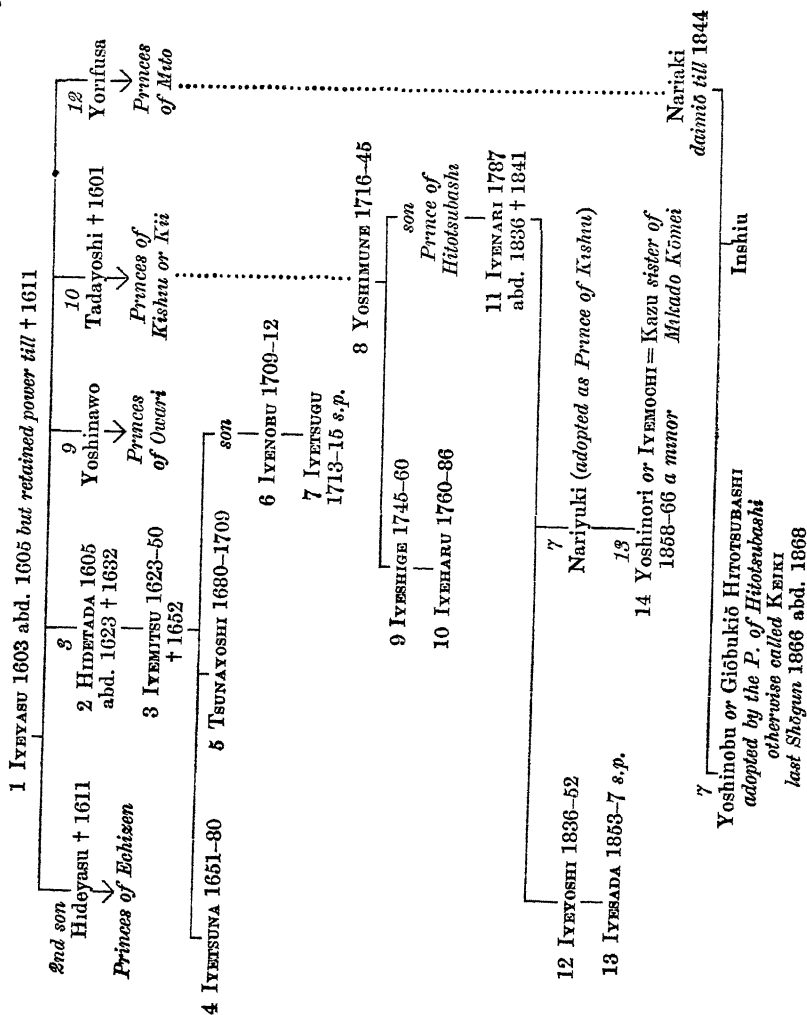 1 IYEYASU 1603 abd. 1605 but retained power till † 1611
2nd son
Hideyasu † 1611
Princes of Echizen
3
2 HIDETADA 1605
abd. 1623 † 1632
3 IYEMITSU 1623–50
† 1652
9
Yoshinawo
Princes
of Owari
10
Tadayoshi † 1601
Princes of
Kishu or Kii
12
Yorifusa
Princes
of Mito
4 IYETSUNA 1651–80
5 TSUNAYOSHI 1680–1709
son
6 IYENOBU 1709–12
7 IYETSUGU
1713–15 s.p.
8 YOSHIMUNE 1716–45
9 IYESHIGE 1745–60
10 IYEHARU 1760–86
son
Prince of
Hitotsubashi
11 IYENARI 1787
abd. 1836 † 1841
12 IYEYOSHI 1836–52
13 IYESADA 1853–7 s.p.
7
Nariyuki (adopted as Prince of Kishu)
13
14 Yoshinori or IYEMOCHI = Kazu sister of
1858–66 a minor Mikado Kōmei
Nariaki
daimiō till 1844
7
Yoshinobu or Giōbukiō HITOTSUBASHI
adopted by the P. of Hitotsubashi
otherwise called KEIKI
last Shōgun 1866 abd. 1868
Inshiu